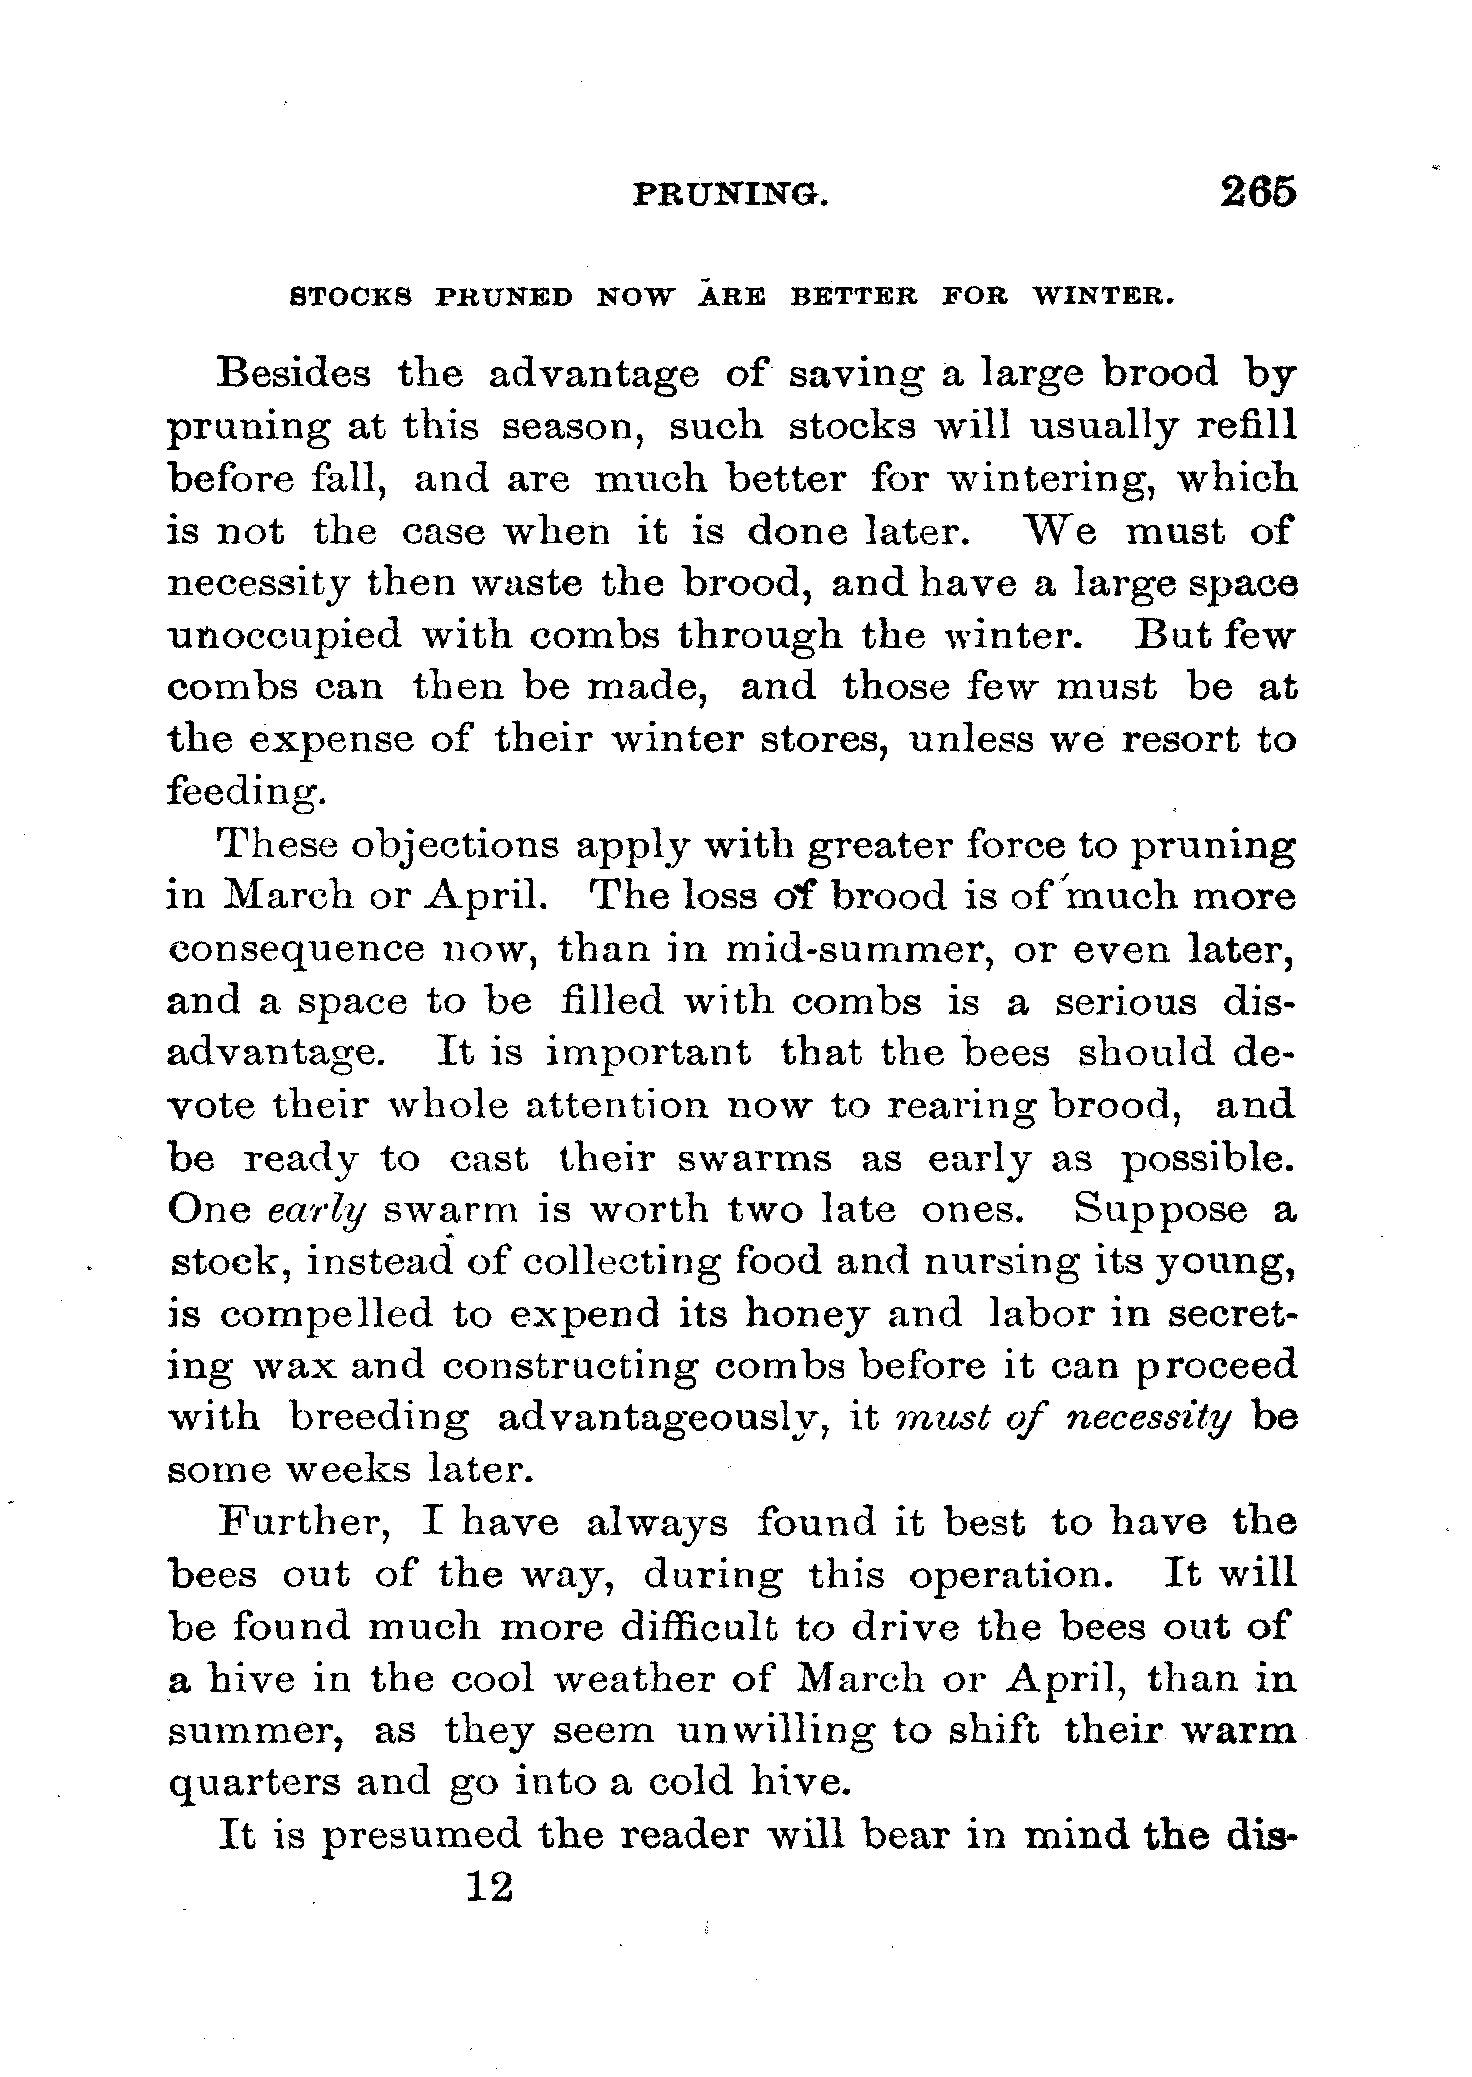 PRUNING. 265
STOCKS PRUNED NOW ARE BETTER FOR WINTER.
Besides the advantage of saving a large brood by
pruning at this season, such stocks will usually refill
before fall, and are much better for wintering, which
is not the case when it is done later. We must of
necessity then waste the brood, and have a large space
unoccupied with combs through the winter. But few
combs can then be made, and those few must be at
the expense of their winter stores, unless we resort to
feeding.
These objections apply with greater force to pruning
in March or April. The loss of brood is of much more
consequence now, than in mid-summer, or even later,
and a space to be filled with combs is a serious dis-
advantage. It is important that the bees should de-
vote their whole attention now to rearing brood, and
be ready to cast their swarms as early as possible.
One early swarm is worth two late ones. Suppose a
stock, instead of collecting food and nursing its young,
is compelled to expend its honey and labor in secret-
ing wax and constructing combs before it can proceed
with breeding advantageously, it must of necessity be
some weeks later.
Further, I have always found it best to have the
bees out of the way, during this operation. It will
be found much more difficult to drive the bees out of
a hive in the cool weather of March or April, than in
summer, as they seem unwilling to shift their warm
quarters and go into a cold hive.
It is presumed the reader will bear in mind the dis-
12